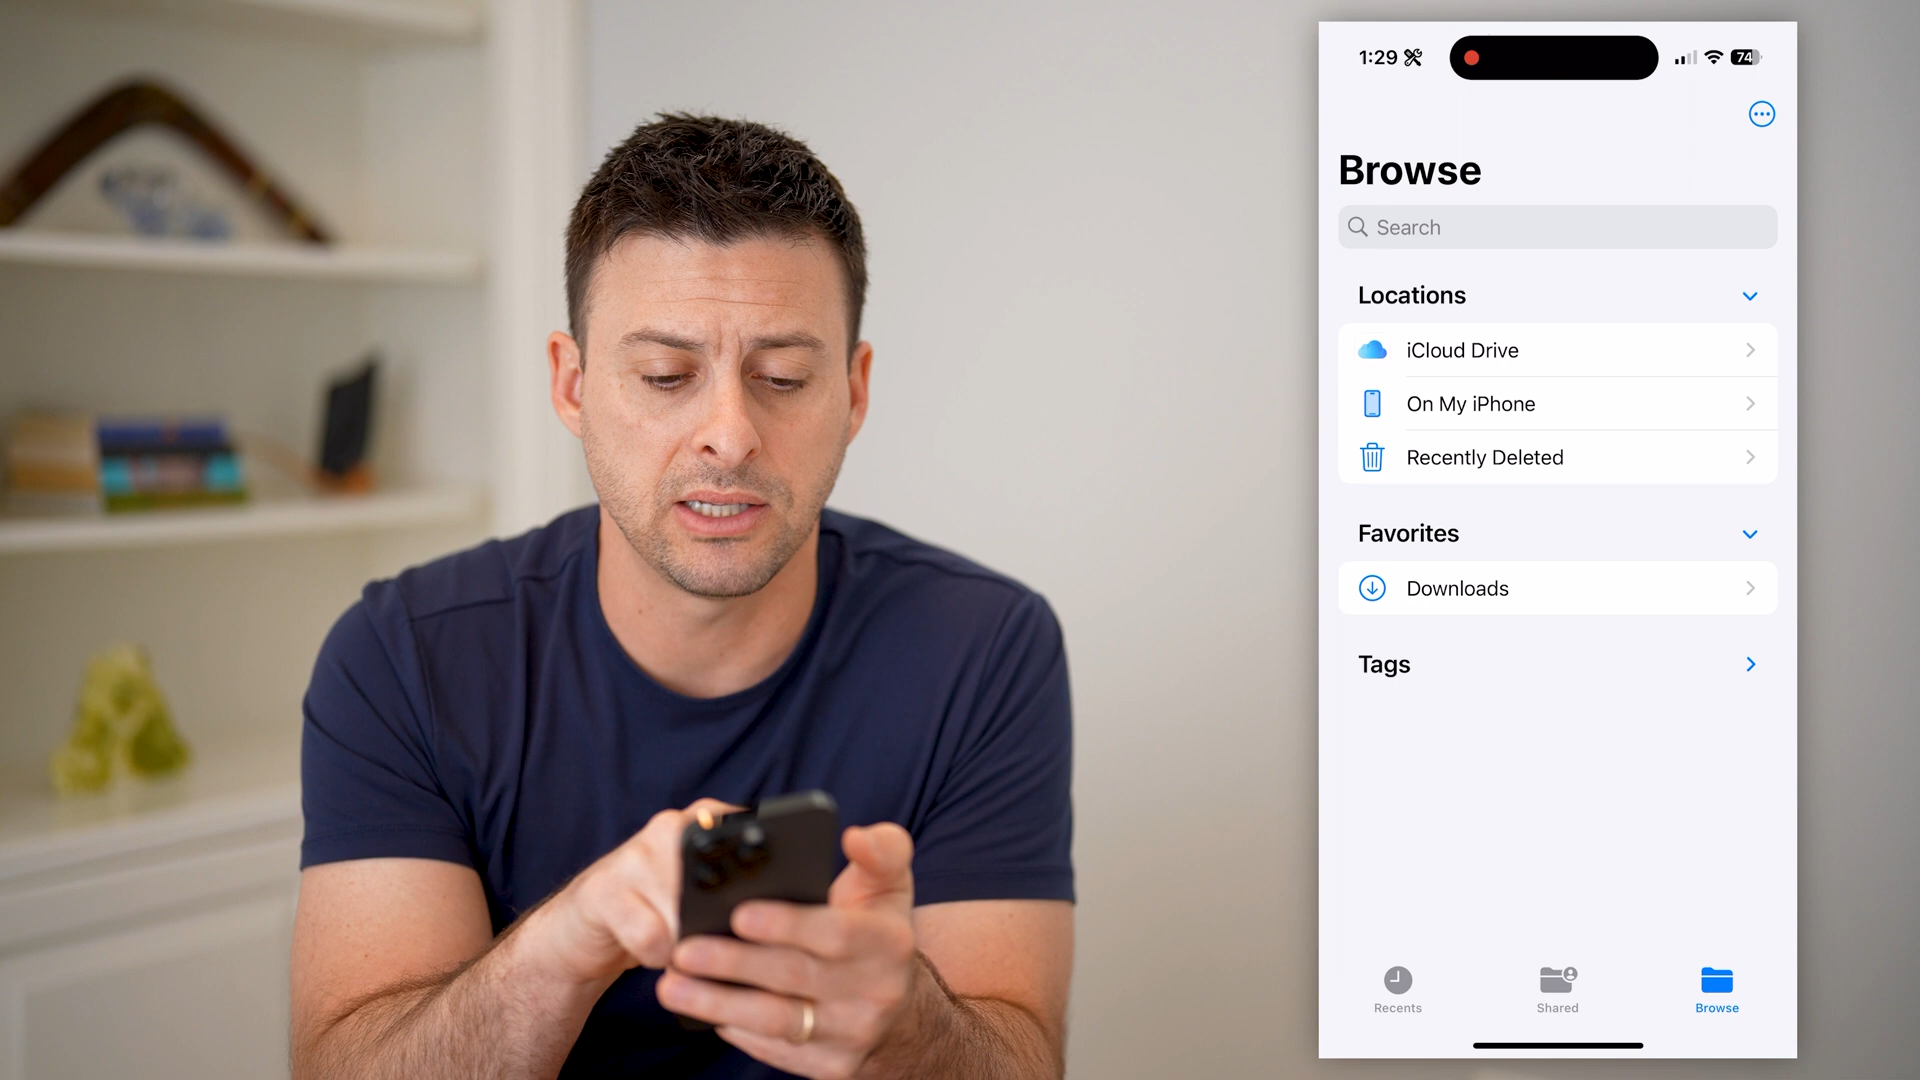 1:29
74
Browse
Search
Locations
iCloud Drive
On My iPhone
Recently Deleted
Favorites
Downloads
Tags
Recents
Shared
Browse